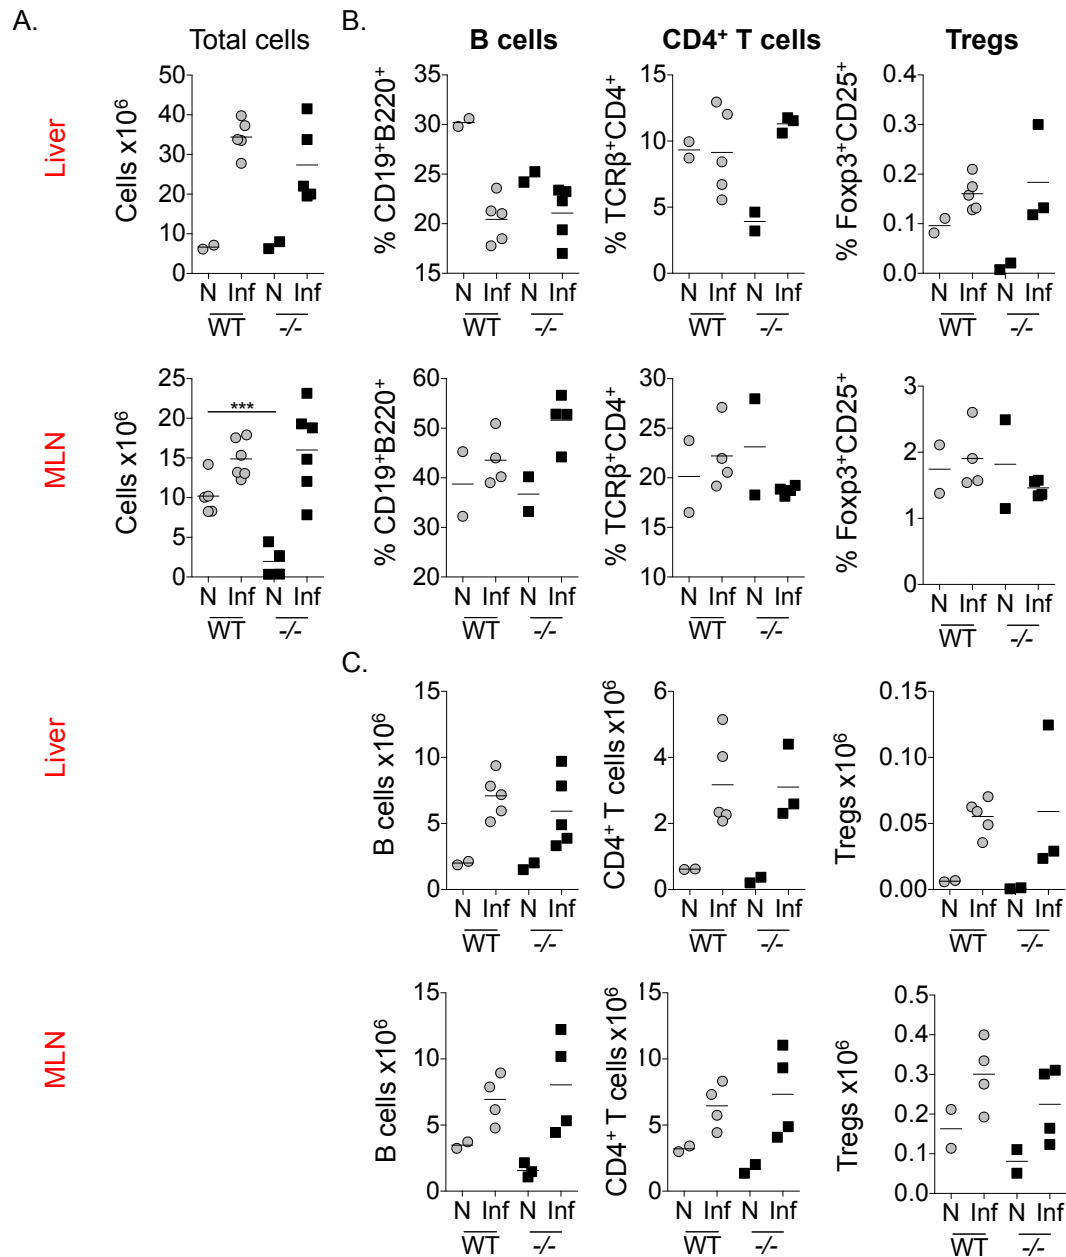 A.
B.
Total cells
B cells
CD4⁺ T cells
Tregs
Liver
Cells x10⁶
50
40
30
20
10
0
N Inf N Inf
WT -/-
% CD19⁺B220⁺
35
30
25
20
15
N Inf N Inf
WT -/-
% TCRβ⁺CD4⁺
15
10
5
0
N Inf N Inf
WT -/-
% Foxp3⁺CD25⁺
0.4
0.3
0.2
0.1
0.0
N Inf N Inf
WT -/-
MLN
Cells x10⁶
25
20
15
10
5
0
***
N Inf N Inf
WT -/-
% CD19⁺B220⁺
60
50
40
30
20
N Inf N Inf
WT -/-
% TCRβ⁺CD4⁺
30
25
20
15
10
N Inf N Inf
WT -/-
% Foxp3⁺CD25⁺
3
2
1
0
N Inf N Inf
WT -/-
C.
Liver
B cells x10⁶
15
10
5
0
N Inf N Inf
WT -/-
CD4⁺ T cells x10⁶
6
4
2
0
N Inf N Inf
WT -/-
Tregs x10⁶
0.15
0.10
0.05
0.00
N Inf N Inf
WT -/-
MLN
B cells x10⁶
15
10
5
0
N Inf N Inf
WT -/-
CD4⁺ T cells x10⁶
15
10
5
0
N Inf N Inf
WT -/-
Tregs x10⁶
0.5
0.4
0.3
0.2
0.1
0.0
N Inf N Inf
WT -/-